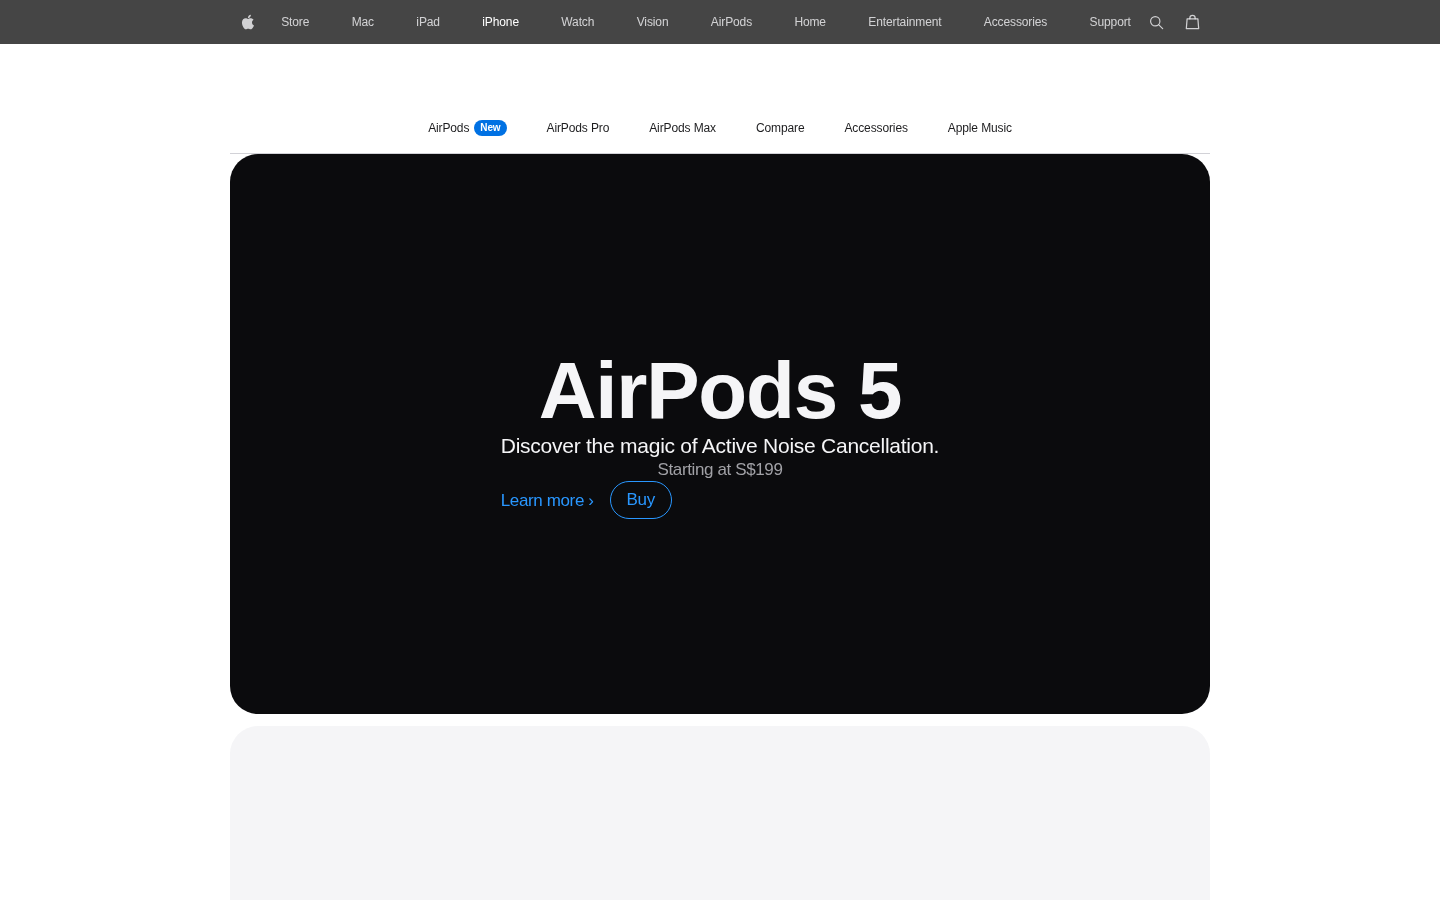 Store Mac iPad iPhone Watch Vision AirPods Home Entertainment Accessories Support
AirPods New AirPods Pro AirPods Max Compare Accessories Apple Music
AirPods 5
Discover the magic of Active Noise Cancellation.
Starting at S$199
Learn more › Buy